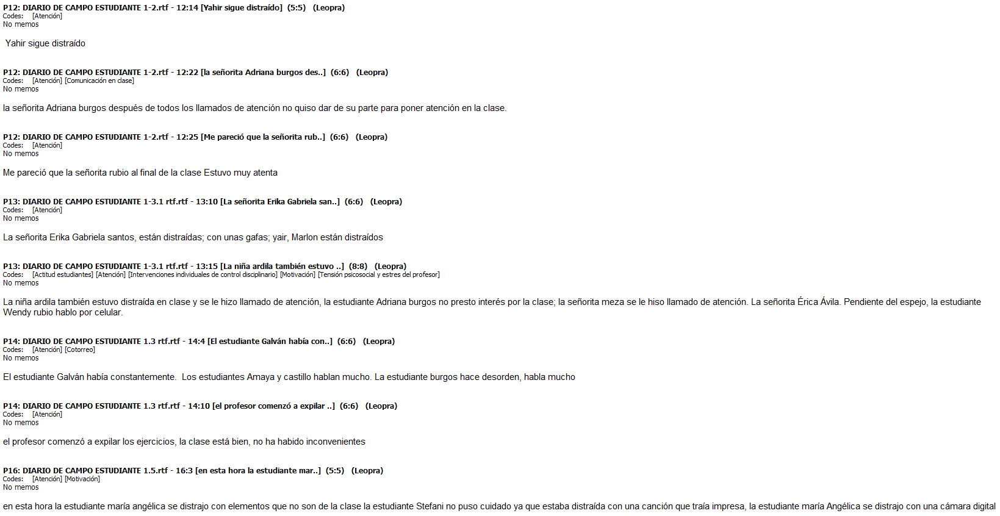 P12: DIARIO DE CAMPO ESTUDIANTE 1-2.rtf - 12:14 [Yahir sigue distraído] (5:5) (Leopra)
Codes: [Atención]
No memos
Yahir sigue distraído
P12: DIARIO DE CAMPO ESTUDIANTE 1-2.rtf - 12:22 [la señorita Adriana burgos des..] (6:6) (Leopra)
Codes: [Atención] [Comunicación en clase]
No memos
la señorita Adriana burgos después de todos los llamados de atención no quiso dar de su parte para poner atención en la clase.
P12: DIARIO DE CAMPO ESTUDIANTE 1-2.rtf - 12:25 [Me pareció que la señorita rub..] (6:6) (Leopra)
Codes: [Atención]
No memos
Me pareció que la señorita rubio al final de la clase Estuvo muy atenta
P13: DIARIO DE CAMPO ESTUDIANTE 1-3.1 rtf.rtf - 13:10 [La señorita Erika Gabriela san..] (6:6) (Leopra)
Codes: [Atención]
No memos
La señorita Erika Gabriela santos, están distraídas; con unas gafas; yair, Marlon están distraídos
P13: DIARIO DE CAMPO ESTUDIANTE 1-3.1 rtf.rtf - 13:15 [La niña ardila también estuvo ..] (8:8) (Leopra)
Codes: [Actitud estudiantes] [Atención] [Intervenciones individuales de control disciplinario] [Motivación] [Tensión psicosocial y estres del profesor]
No memos
La niña ardila también estuvo distraída en clase y se le hizo llamado de atención, la estudiante Adriana burgos no presto interés por la clase; la señorita meza se le hiso llamado de atención. La señorita Érica Ávila. Pendiente del espejo, la estudiante
Wendy rubio hablo por celular.
P14: DIARIO DE CAMPO ESTUDIANTE 1.3 rtf.rtf - 14:4 [El estudiante Galván había con..] (6:6) (Leopra)
Codes: [Atención] [Cotorreo]
No memos
El estudiante Galván había constantemente. Los estudiantes Amaya y castillo hablan mucho. La estudiante burgos hace desorden, habla mucho
P14: DIARIO DE CAMPO ESTUDIANTE 1.3 rtf.rtf - 14:10 [el profesor comenzó a expilar ..] (6:6) (Leopra)
Codes: [Atención]
No memos
el profesor comenzó a expilar los ejercicios, la clase está bien, no ha habido inconvenientes
P16: DIARIO DE CAMPO ESTUDIANTE 1.5.rtf - 16:3 [en esta hora la estudiante mar..] (5:5) (Leopra)
Codes: [Atención] [Motivación]
No memos
en esta hora la estudiante maría angélica se distrajo con elementos que no son de la clase la estudiante Stefani no puso cuidado ya que estaba distraída con una canción que traía impresa, la estudiante maría Angélica se distrajo con una cámara digital